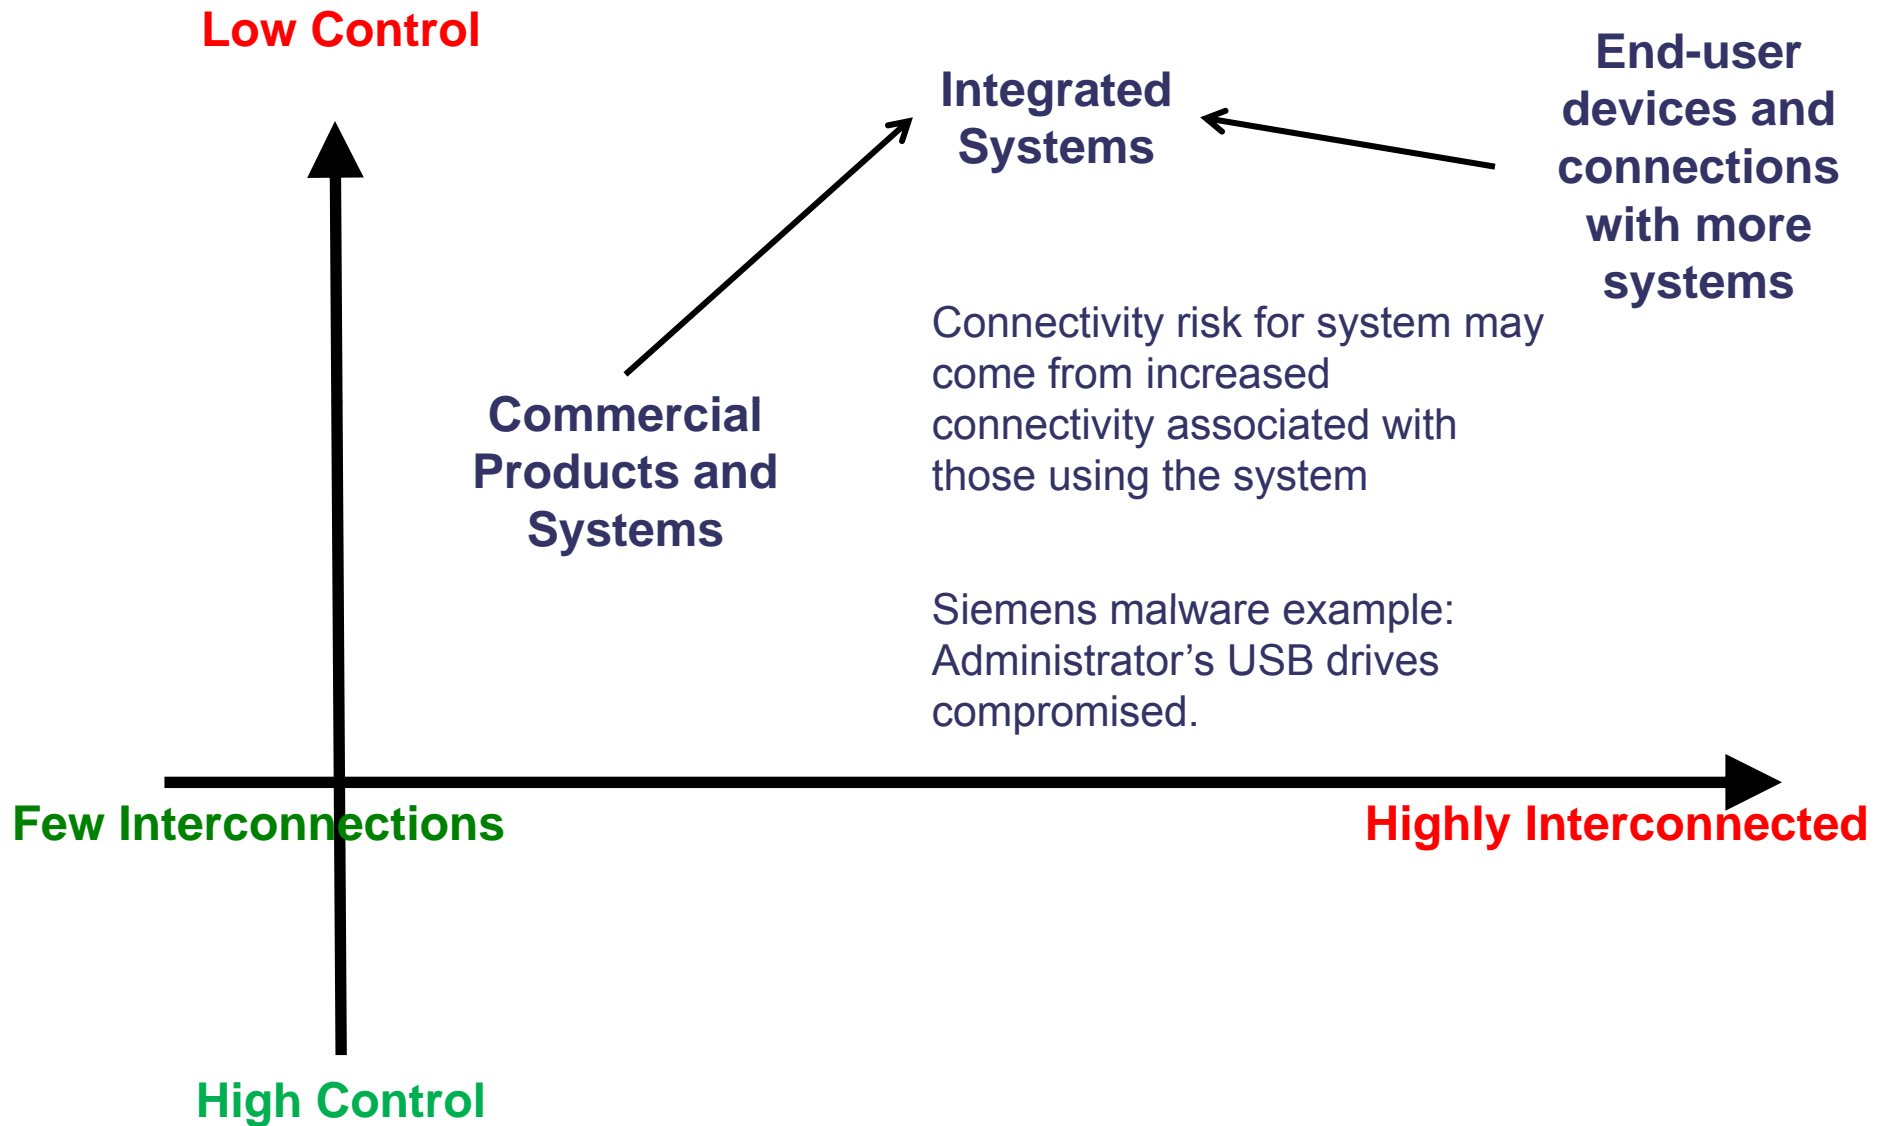 Low Control
Integrated
Systems
End-user
devices and
connections
with more
systems
Commercial
Products and
Systems
Connectivity risk for system may
come from increased
connectivity associated with
those using the system
Siemens malware example:
Administrator’s USB drives
compromised.
Few Interconnections
Highly Interconnected
High Control